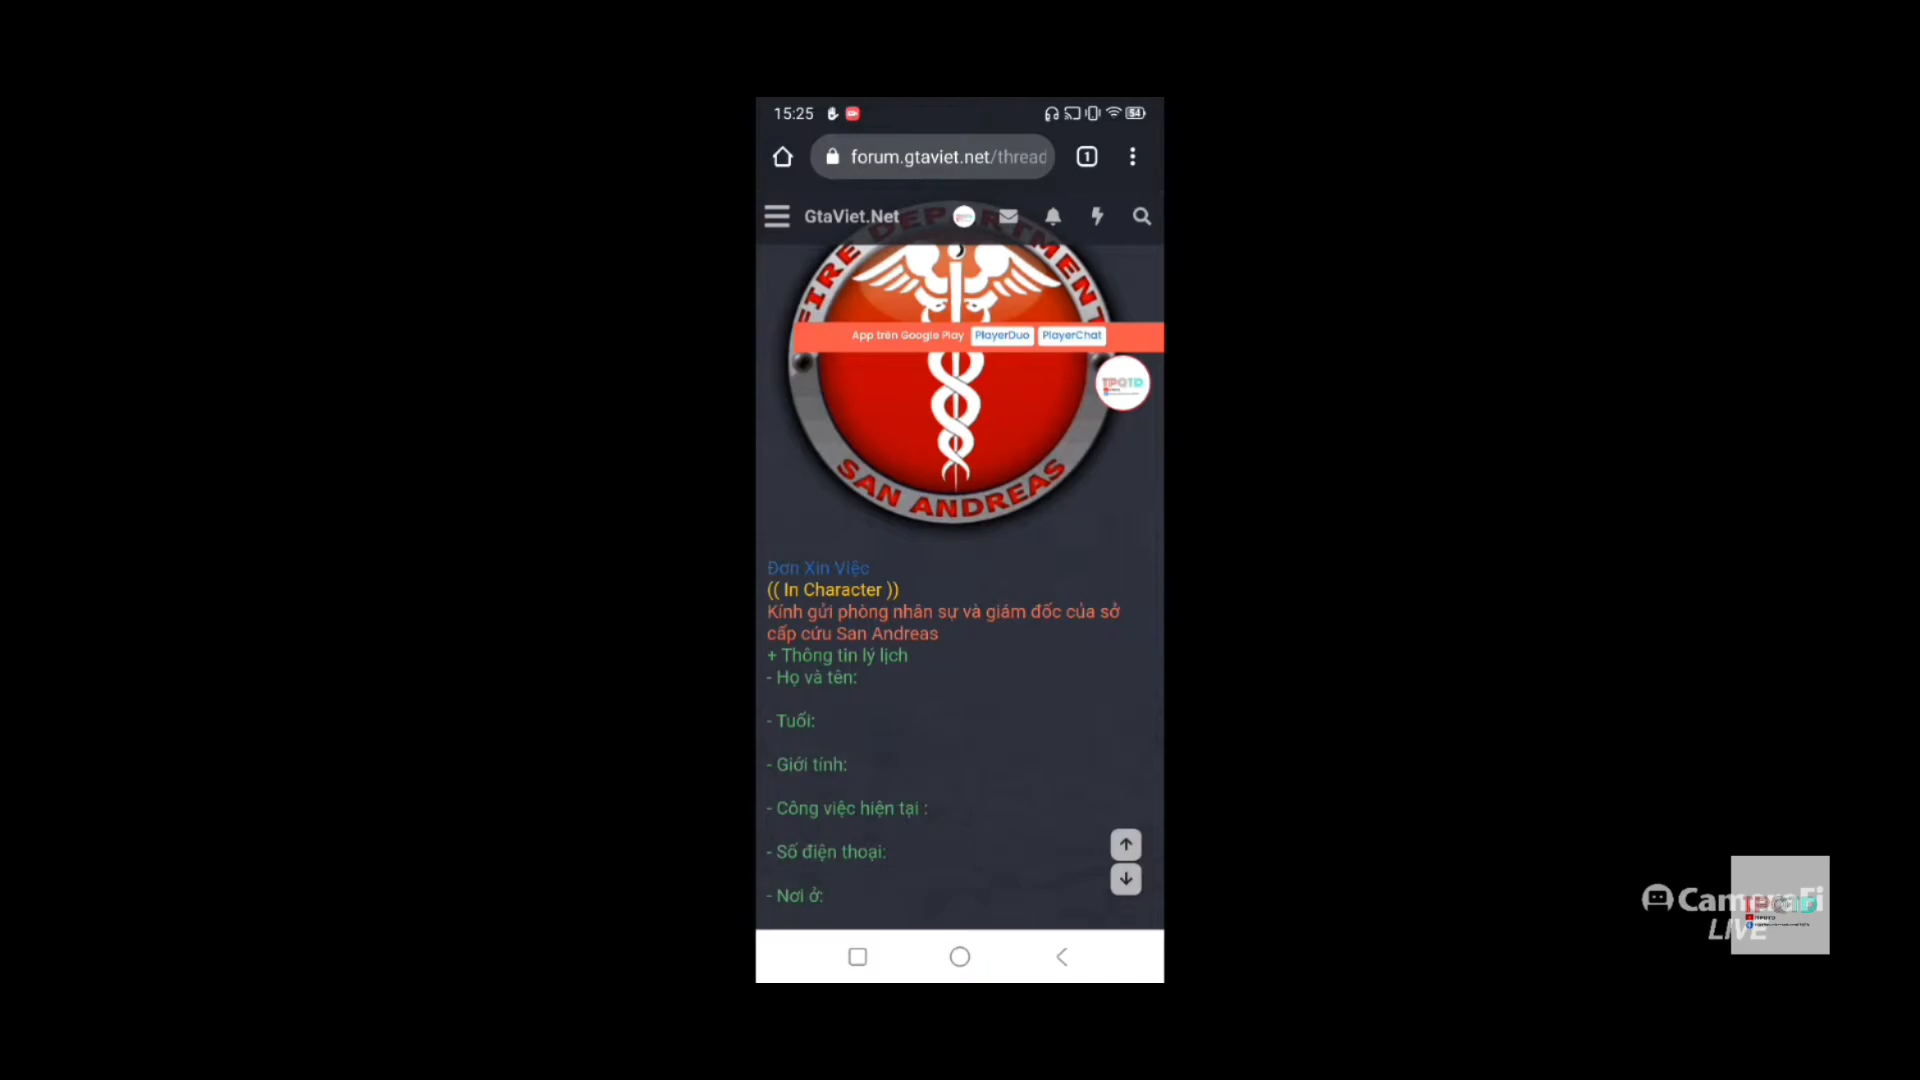 15:25
54
forum.gtaviet.net/thread
1
GtaViet.Net
FIRE DEPARTMENT
App trên Google Play PlayerDuo PlayerChat
TPGTD
SAN ANDREAS
Đơn Xin Việc
(( In Character ))
Kính gửi phòng nhân sự và giám đốc của sở
cấp cứu San Andreas
+ Thông tin lý lịch
- Họ và tên:
- Tuổi:
- Giới tính:
- Công việc hiện tại :
- Số điện thoại:
- Nơi ở:
CameraFi
LIVE